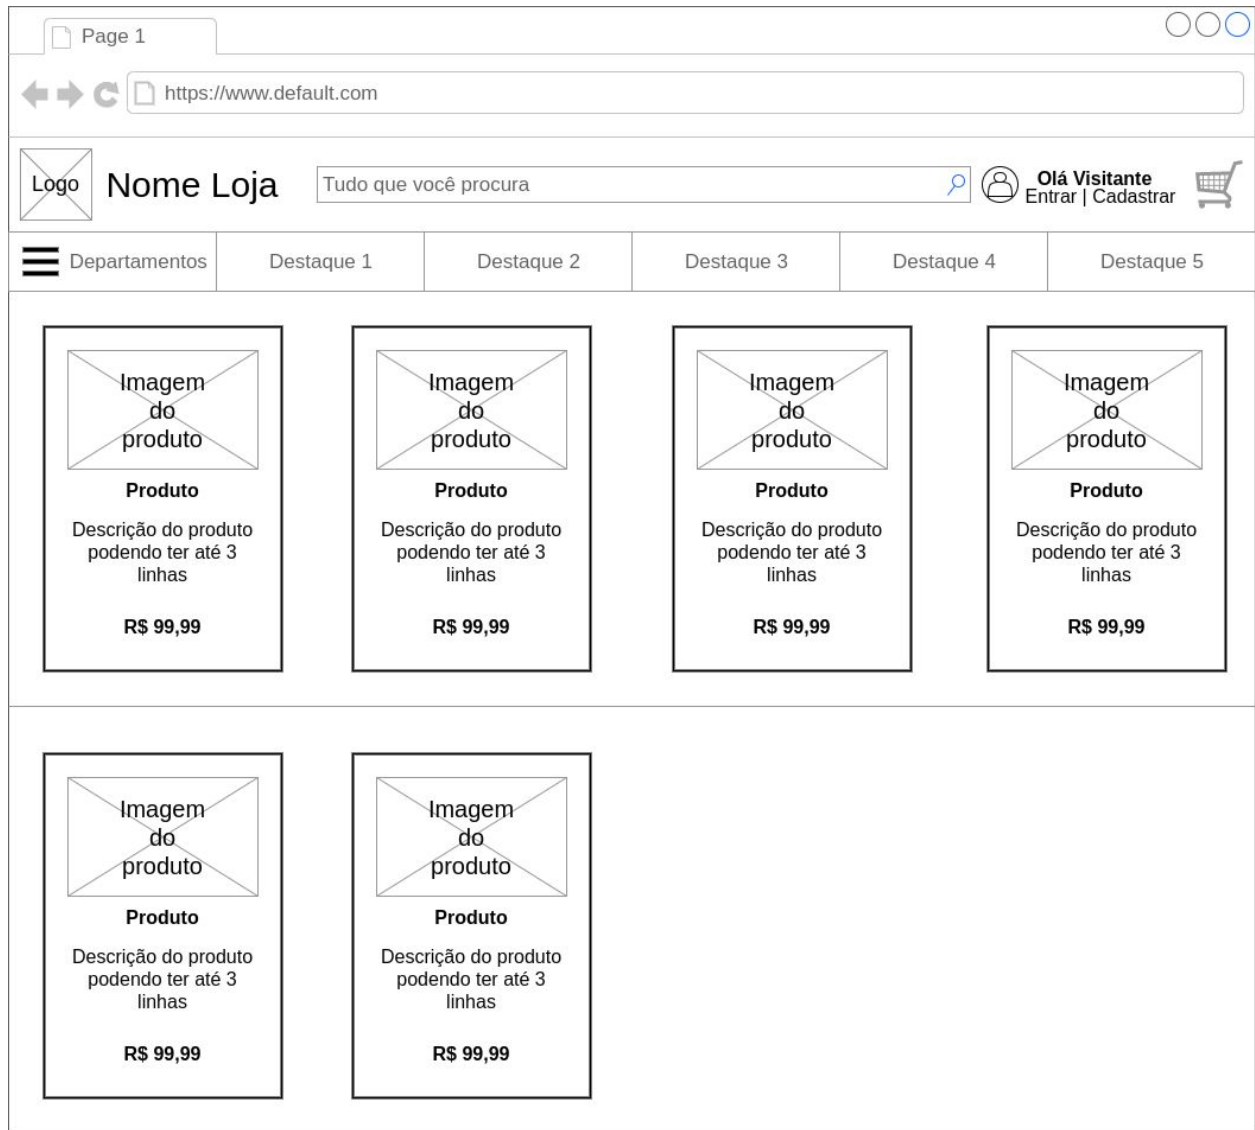 Page 1
https://www.default.com
Logo
Nome Loja
Tudo que você procura
Olá Visitante
Entrar | Cadastrar
Departamentos
Destaque 1
Destaque 2
Destaque 3
Destaque 4
Destaque 5
Imagem
do
produto
Produto
Descrição do produto
podendo ter até 3
linhas
R$ 99,99
Imagem
do
produto
Produto
Descrição do produto
podendo ter até 3
linhas
R$ 99,99
Imagem
do
produto
Produto
Descrição do produto
podendo ter até 3
linhas
R$ 99,99
Imagem
do
produto
Produto
Descrição do produto
podendo ter até 3
linhas
R$ 99,99
Imagem
do
produto
Produto
Descrição do produto
podendo ter até 3
linhas
R$ 99,99
Imagem
do
produto
Produto
Descrição do produto
podendo ter até 3
linhas
R$ 99,99